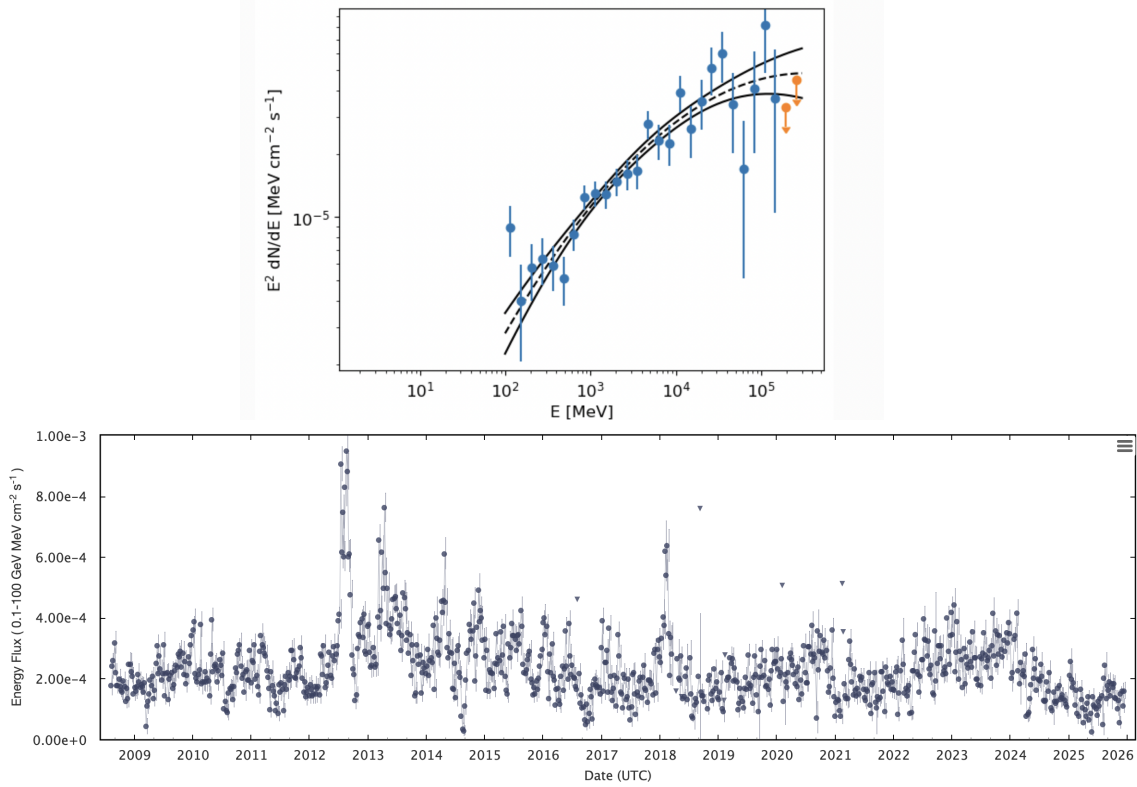 E² dN/dE [MeV cm⁻² s⁻¹]
10⁻⁵
10¹ 10² 10³ 10⁴ 10⁵
E [MeV]
Energy Flux ( 0.1-100 GeV MeV cm⁻² s⁻¹ )
1.00e-3
8.00e-4
6.00e-4
4.00e-4
2.00e-4
0.00e+0
2009 2010 2011 2012 2013 2014 2015 2016 2017 2018 2019 2020 2021 2022 2023 2024 2025 2026
Date (UTC)